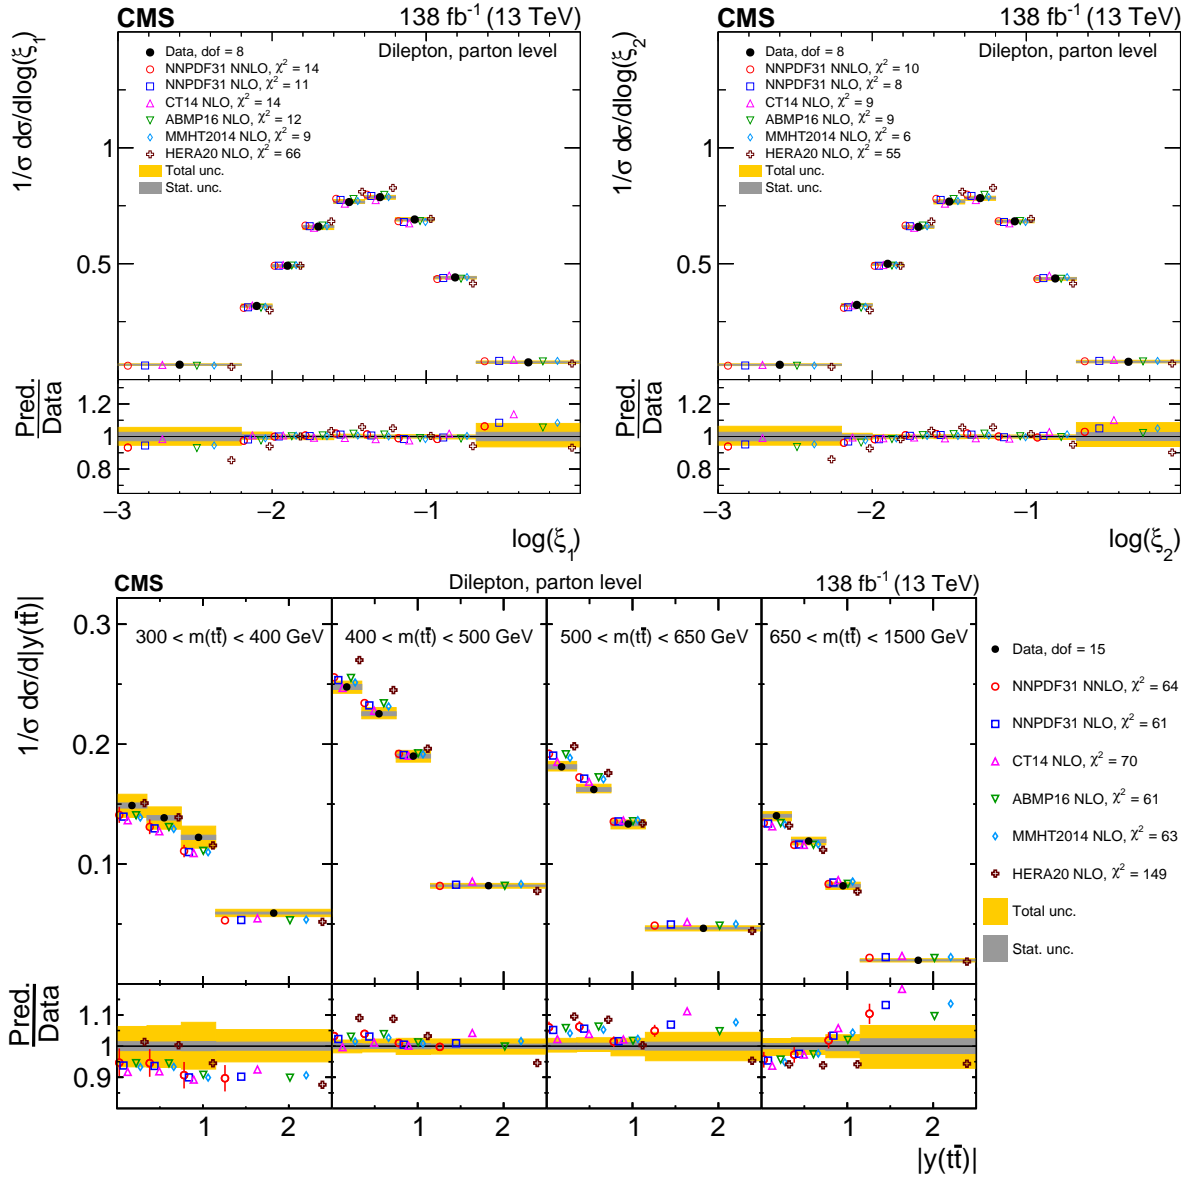 CMS 138 fb⁻¹ (13 TeV)
Dilepton, parton level
1/σ dσ/dlog(ξ₁)
Data, dof = 8
NNPDF31 NNLO, χ² = 14
NNPDF31 NLO, χ² = 11
CT14 NLO, χ² = 14
ABMP16 NLO, χ² = 12
MMHT2014 NLO, χ² = 9
HERA20 NLO, χ² = 66
Total unc.
Stat. unc.
1
0.5
Pred.
Data
1.2
1
0.8
−3 −2 −1
log(ξ₁)
CMS 138 fb⁻¹ (13 TeV)
Dilepton, parton level
1/σ dσ/dlog(ξ₂)
Data, dof = 8
NNPDF31 NNLO, χ² = 10
NNPDF31 NLO, χ² = 8
CT14 NLO, χ² = 9
ABMP16 NLO, χ² = 9
MMHT2014 NLO, χ² = 6
HERA20 NLO, χ² = 55
Total unc.
Stat. unc.
1
0.5
Pred.
Data
1.2
1
0.8
−3 −2 −1
log(ξ₂)
CMS Dilepton, parton level 138 fb⁻¹ (13 TeV)
1/σ dσ/d|y(tt̄)|
300 < m(tt̄) < 400 GeV 400 < m(tt̄) < 500 GeV 500 < m(tt̄) < 650 GeV 650 < m(tt̄) < 1500 GeV
0.3
0.2
0.1
Data, dof = 15
NNPDF31 NNLO, χ² = 64
NNPDF31 NLO, χ² = 61
CT14 NLO, χ² = 70
ABMP16 NLO, χ² = 61
MMHT2014 NLO, χ² = 63
HERA20 NLO, χ² = 149
Total unc.
Stat. unc.
Pred.
Data
1.1
1.0
0.9
1 2 1 2 1 2 1 2
|y(tt̄)|